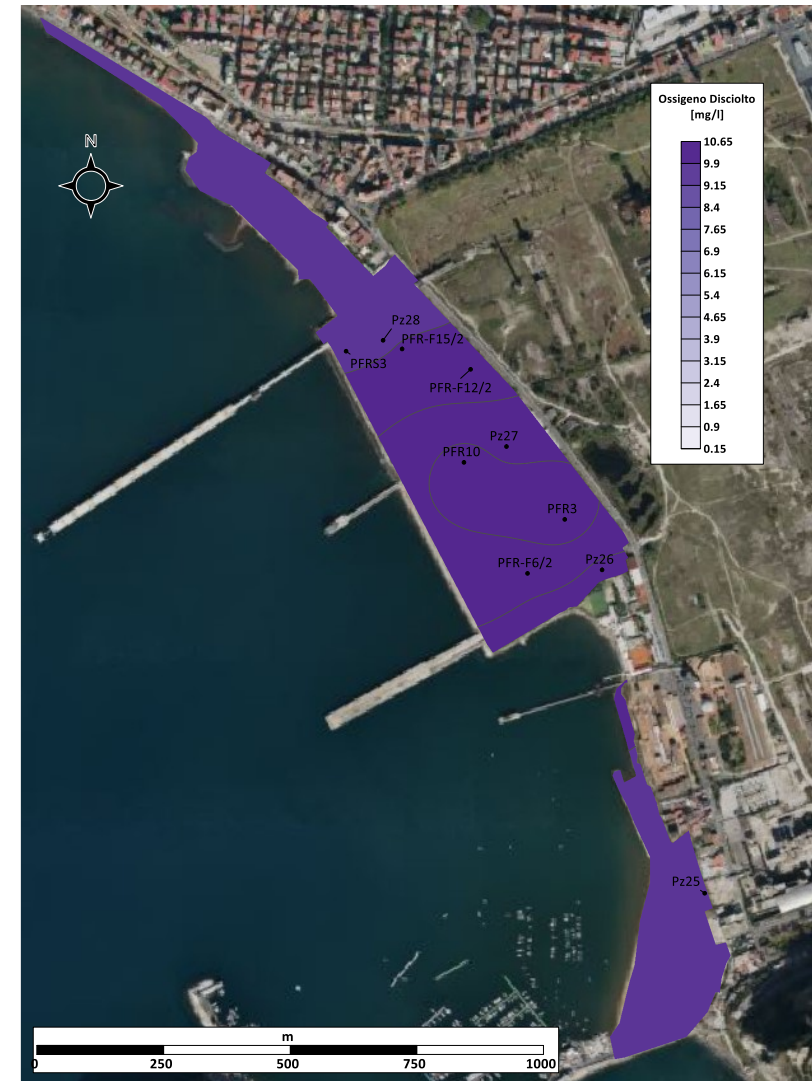 Ossigeno Disciolto
[mg/l]
10.65
9.9
9.15
8.4
7.65
6.9
6.15
5.4
4.65
3.9
3.15
2.4
1.65
0.9
0.15
N
Pz28
PFR-F15/2
PFRS3
PFR-F12/2
Pz27
PFR10
PFR3
PFR-F6/2
Pz26
Pz25
m
0 250 500 750 1000